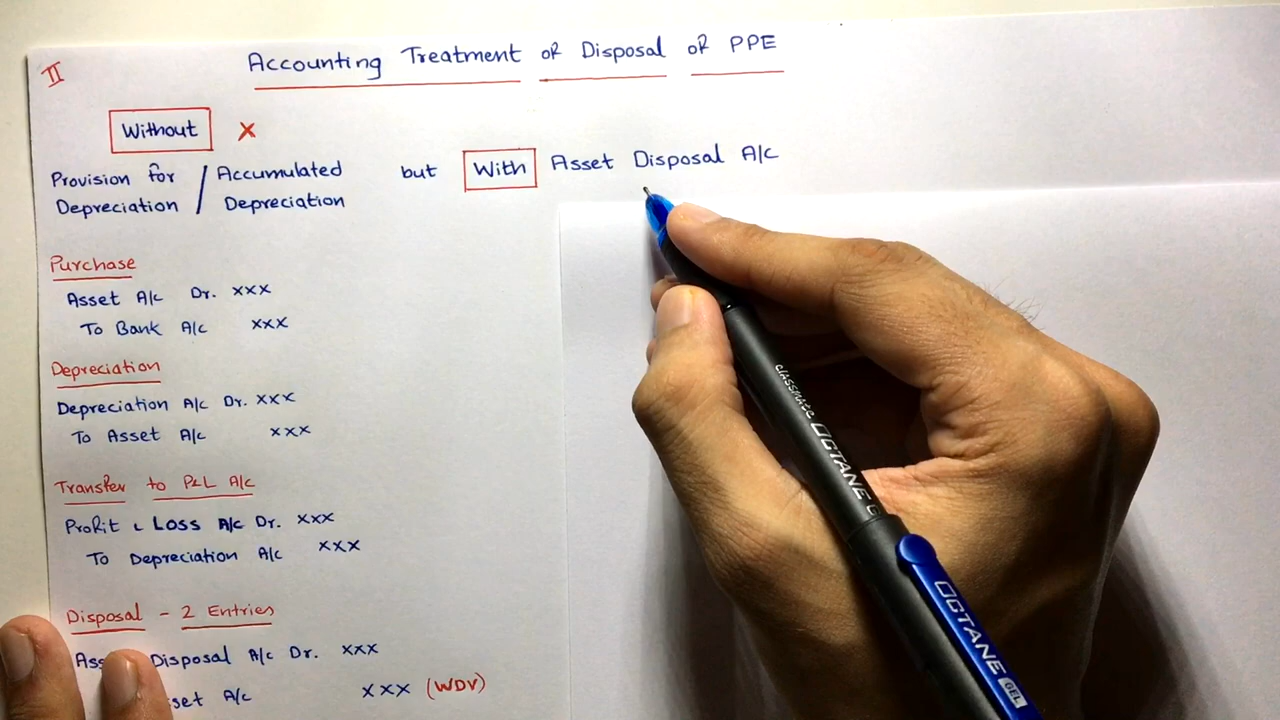 II
Accounting Treatment of Disposal of PPE
Without X
Provision for / Accumulated but With Asset Disposal A/c
Depreciation / Depreciation
Purchase
Asset A/c Dr. xxx
To Bank A/c xxx
Depreciation
Depreciation A/c Dr. xxx
To Asset A/c xxx
Transfer to P&L A/c
Profit & Loss A/c Dr. xxx
To Depreciation A/c xxx
Disposal - 2 Entries
Disposal A/c Dr. xxx
A/c xxx (WDV)
classmate OCTANE
OCTANE GEL